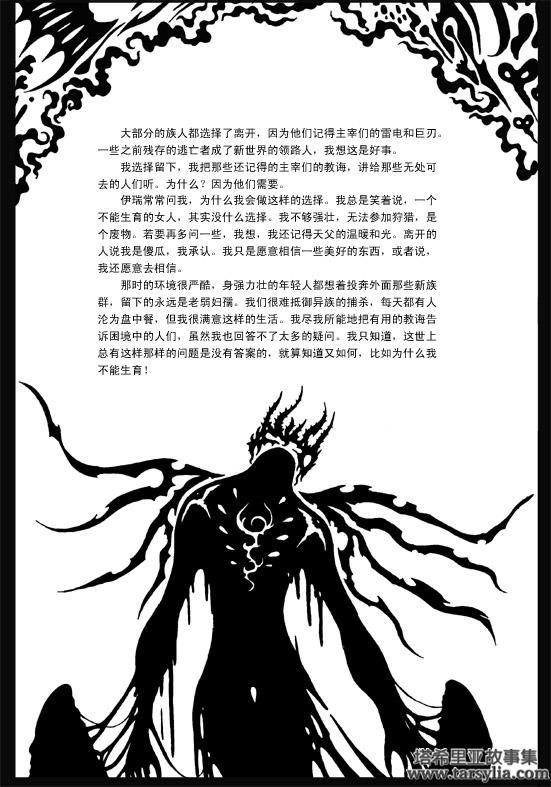 大部分的族人都选择了离开，因为他们记得主宰们的雷电和巨刃。
一些之前残存的逃亡者成了新世界的领路人，我想这是好事。
我选择留下，我把那些还记得的主宰们的教诲，讲给那些无处可
去的人们听。为什么？因为他们需要。
伊瑞常常问我，为什么我会做这样的选择。我总是笑着说，一个
不能生育的女人，其实没什么选择。我不够强壮，无法参加狩猎，是
个废物。若要再多问一些，我想，我还记得天父的温暖和光。离开的
人说我是傻瓜，我承认。我只是愿意相信一些美好的东西，或者说，
我还愿意去相信。
那时的环境很严酷，身强力壮的年轻人都想着投奔外面那些新族
群，留下的永远是老弱妇孺。我们很难抵御异族的捕杀，每天都有人
沦为盘中餐，但我很满意这样的生活。我尽我所能地把有用的教诲告
诉困境中的人们，虽然我也回答不了太多的疑问。我只知道，这世上
总有这样那样的问题是没有答案的，就算知道又如何，比如为什么我
不能生育！
塔希里亚故事集
www.tarsylia.com